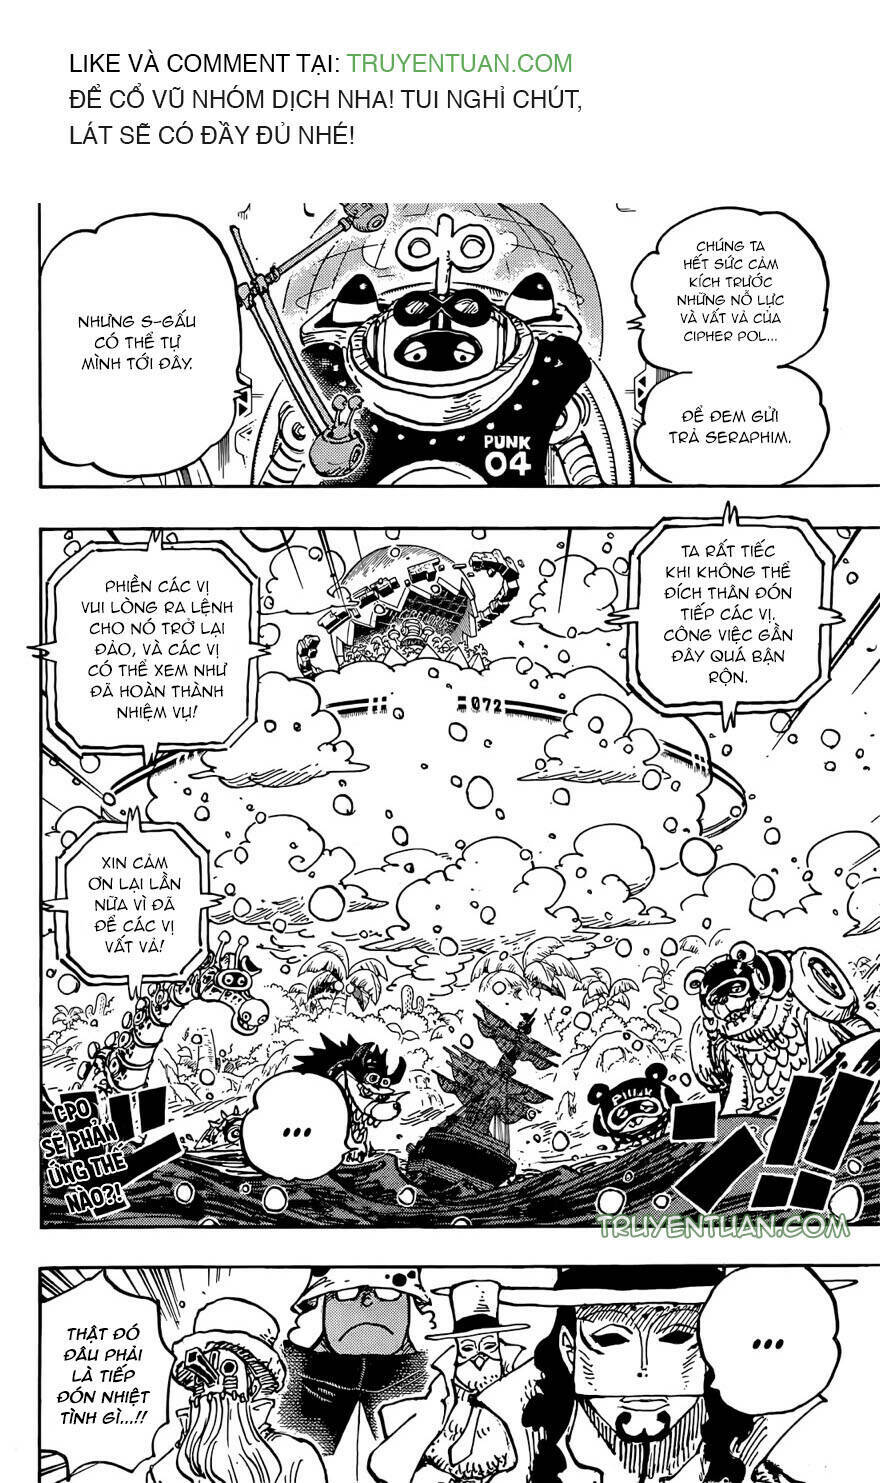 LIKE VÀ COMMENT TẠI: TRUYENTUAN.COM
ĐỂ CỔ VŨ NHÓM DỊCH NHA! TUI NGHỈ CHÚT,
LÁT SẼ CÓ ĐẦY ĐỦ NHÉ!
CHÚNG TA
HẾT SỨC CẢM
KÍCH TRƯỚC
NHỮNG NỖ LỰC
VÀ VẤT VẢ CỦA
CIPHER POL...
ĐỂ ĐEM GỬI
TRẢ SERAPHIM.
NHƯNG S-GẤU
CÓ THỂ TỰ
MÌNH TỚI ĐÂY.
PUNK
04
TA RẤT TIẾC
KHI KHÔNG THỂ
ĐÍCH THÂN ĐÓN
TIẾP CÁC VỊ.
CÔNG VIỆC GẦN
ĐÂY QUÁ BẬN
RỘN.
PHIỀN CÁC VỊ
VUI LÒNG RA LỆNH
CHO NÓ TRỞ LẠI
ĐẢO, VÀ CÁC VỊ
CÓ THỂ XEM NHƯ
ĐÃ HOÀN THÀNH
NHIỆM VỤ!
072
XIN CẢM
ƠN LẠI LẦN
NỮA VÌ ĐÃ
ĐỂ CÁC VỊ
VẤT VẢ!
!!
...
CPO
SẼ PHẢN
ỨNG THẾ
NÀO?!
TRUYENTUAN.COM
...
THẬT ĐÓ
ĐÂU PHẢI
LÀ TIẾP
ĐÓN NHIỆT
TÌNH GÌ...!!